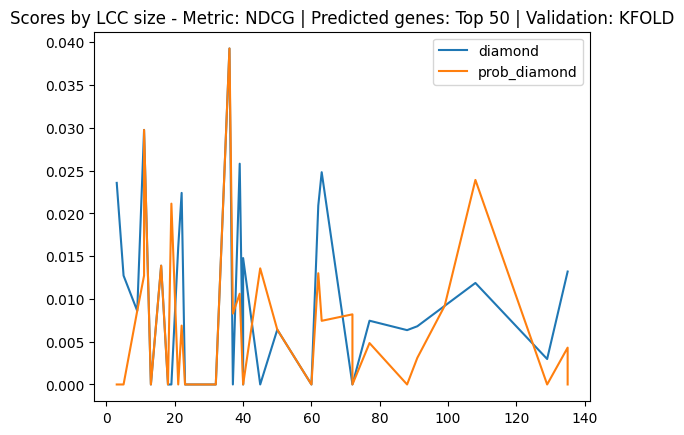 Scores by LCC size - Metric: NDCG | Predicted genes: Top 50 | Validation: KFOLD
diamond
prob_diamond
0.040
0.035
0.030
0.025
0.020
0.015
0.010
0.005
0.000
0 20 40 60 80 100 120 140